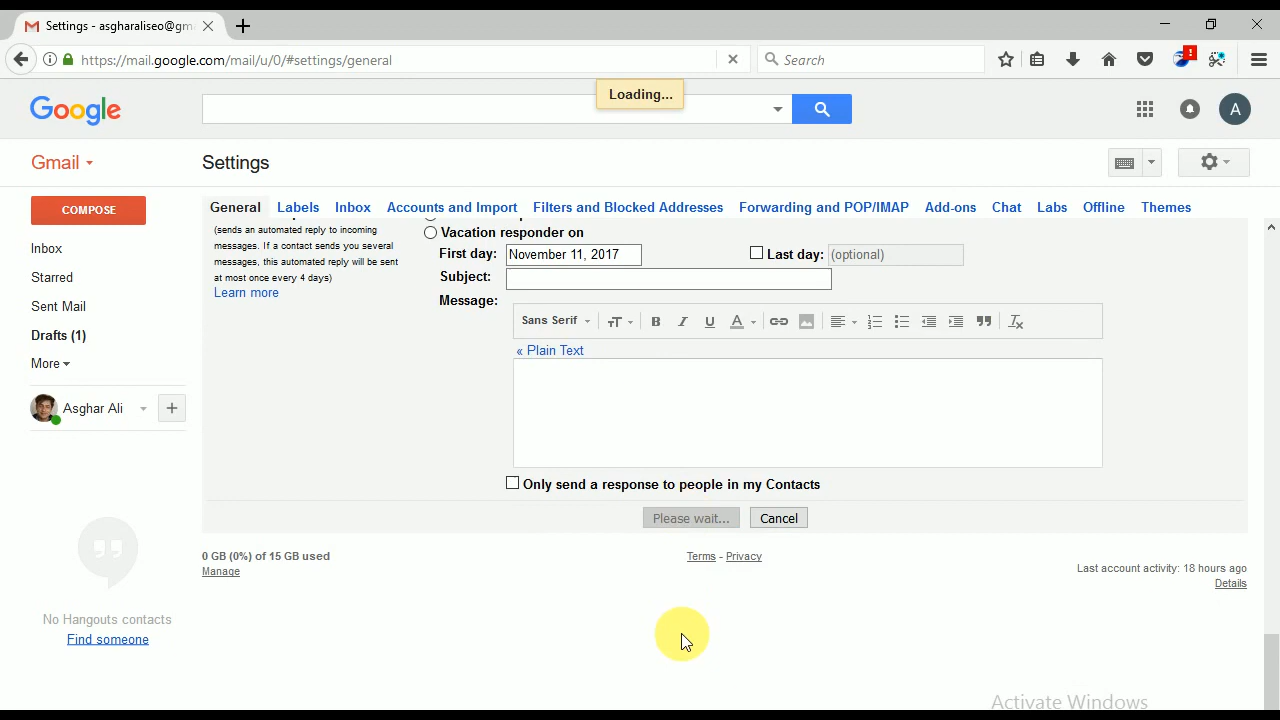 Settings - asgharaliseo@gm
https://mail.google.com/mail/u/0/#settings/general
Search
Loading...
Google
A
Gmail
Settings
COMPOSE
General Labels Inbox Accounts and Import Filters and Blocked Addresses Forwarding and POP/IMAP Add-ons Chat Labs Offline Themes
Inbox
Starred
Sent Mail
Drafts (1)
More
Asghar Ali
(sends an automated reply to incoming
messages. If a contact sends you several
messages, this automated reply will be sent
at most once every 4 days)
Learn more
Vacation responder on
First day: November 11, 2017 Last day: (optional)
Subject:
Message:
Sans Serif
« Plain Text
Only send a response to people in my Contacts
Please wait... Cancel
0 GB (0%) of 15 GB used
Manage
Terms - Privacy
Last account activity: 18 hours ago
Details
No Hangouts contacts
Find someone
Activate Windows